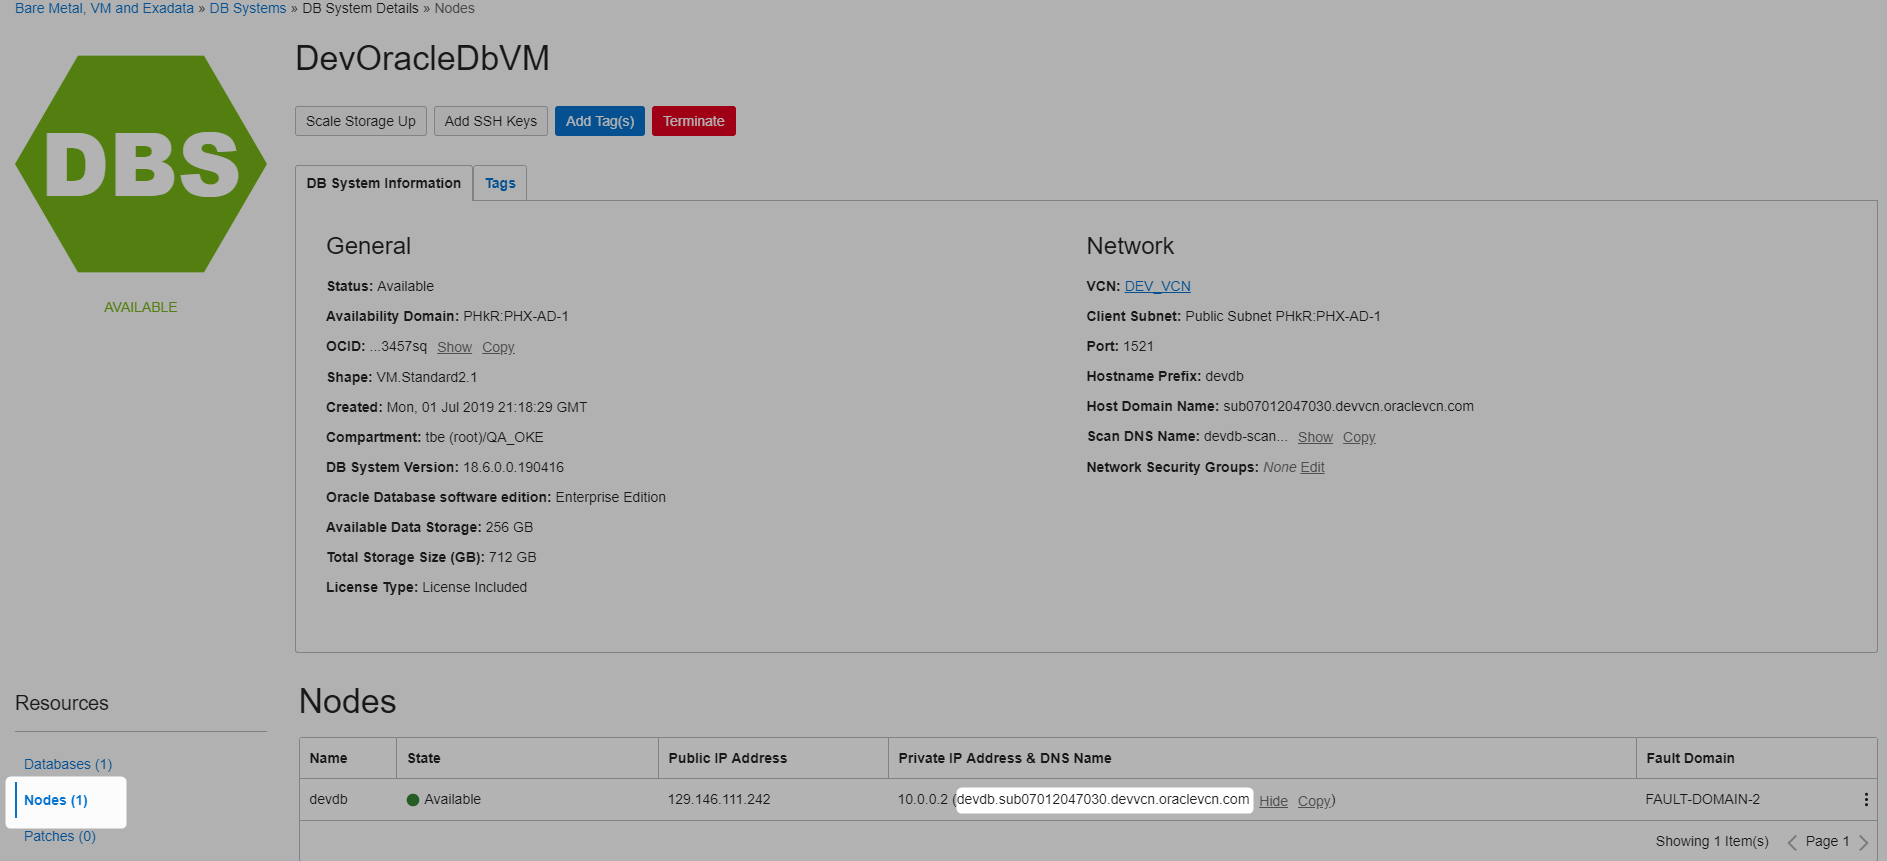 Bare Metal, VM and Exadata » DB Systems » DB System Details » Nodes
DBS
AVAILABLE
DevOracleDbVM
Scale Storage Up Add SSH Keys Add Tag(s) Terminate
DB System Information Tags
General
Status: Available
Availability Domain: PHkR:PHX-AD-1
OCID: ...3457sq Show Copy
Shape: VM.Standard2.1
Created: Mon, 01 Jul 2019 21:18:29 GMT
Compartment: tbe (root)/QA_OKE
DB System Version: 18.6.0.0.190416
Oracle Database software edition: Enterprise Edition
Available Data Storage: 256 GB
Total Storage Size (GB): 712 GB
License Type: License Included
Network
VCN: DEV_VCN
Client Subnet: Public Subnet PHkR:PHX-AD-1
Port: 1521
Hostname Prefix: devdb
Host Domain Name: sub07012047030.devvcn.oraclevcn.com
Scan DNS Name: devdb-scan... Show Copy
Network Security Groups: None Edit
Resources
Databases (1)
Nodes (1)
Patches (0)
Nodes
Name State Public IP Address Private IP Address & DNS Name Fault Domain
devdb Available 129.146.111.242 10.0.0.2 (devdb.sub07012047030.devvcn.oraclevcn.com Hide Copy) FAULT-DOMAIN-2
Showing 1 Item(s) < Page 1 >